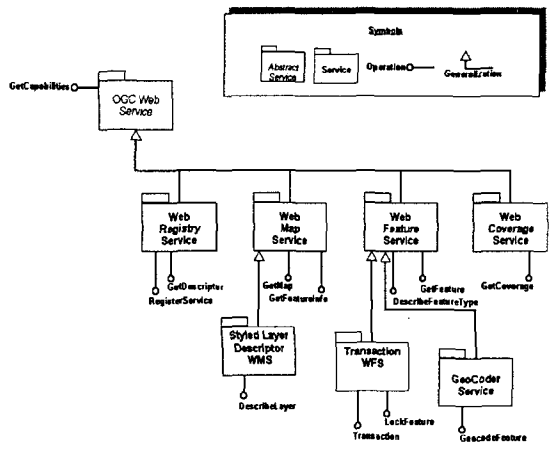 Symbols
Abstract
Service
Service
Operation
Generalization
GetCapabilities
OGC Web
Service
Web
Registry
Service
Web
Map
Service
Web
Feature
Service
Web
Coverage
Service
GetDescriptor
RegisterService
GetMap
GetFeatureInfo
GetFeature
DescribeFeatureType
GetCoverage
Styled Layer
Descriptor
WMS
Transaction
WFS
GeoCoder
Service
DescribeLayer
LockFeature
Transaction
GeocodeFeature